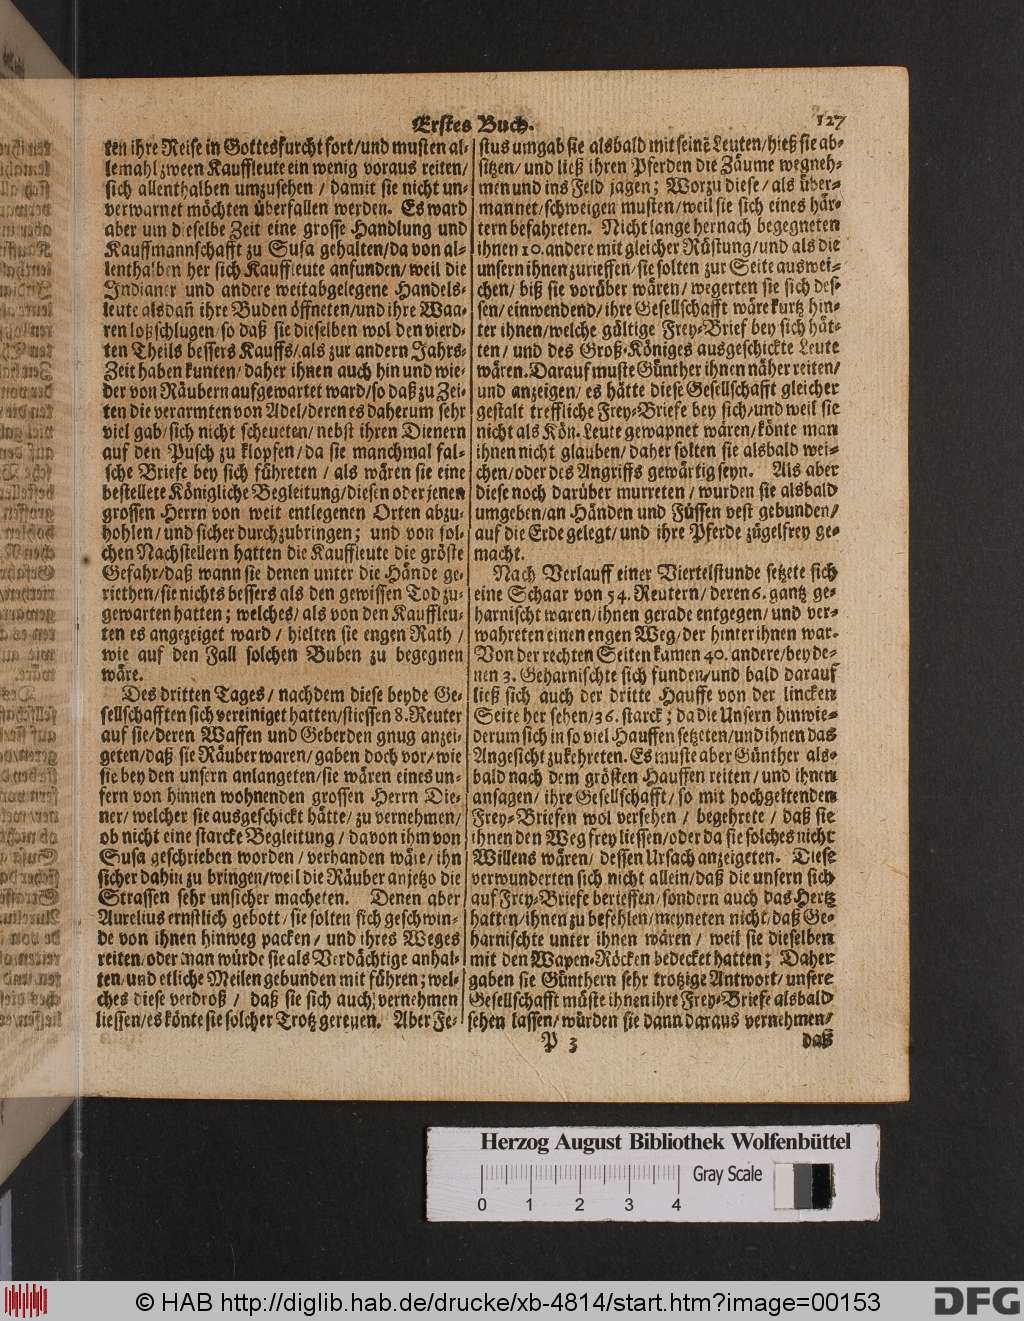 Erstes Buch.
127
ten ihre Reise in Gottesfurcht fort/und musten al-
lemahl zween Kauffleute ein wenig voraus reiten/
sich allenthalben umzusehen / damit sie nicht un-
verwarnet möchten überfallen werden. Es ward
aber um dieselbe Zeit eine grosse Handlung und
Kauffmannschafft zu Susa gehalten/da von al-
lenthalben her sich Kauffleute anfunden/weil die
Indianer und andere weitabgelegene Handels-
leute alsdañ ihre Buden öffneten/und ihre Waa-
ren loßschlugen/so daß sie dieselben wol den vierd-
ten Theils bessers Kauffs/als zur andern Jahrs-
Zeit haben kunten/daher ihnen auch hin und wie-
der von Räubern aufgewartet ward/so daß zu Zei-
ten die verarmten von Adel/deren es daherum sehr
viel gab/sich nicht scheueten/nebst ihren Dienern
auf den Pusch zu klopfen/da sie manchmal fal-
sche Briefe bey sich führeten / als wären sie eine
bestellete Königliche Begleitung/diesen oder jenen
grossen Herrn von weit entlegenen Orten abzu-
hohlen/und sicher durchzubringen; und von sol-
chen Nachstellern hatten die Kauffleute die gröste
Gefahr/daß wann sie denen unter die Hände ge-
riethen/sie nichts bessers als den gewissen Tod zu-
gewarten hatten; welches/als von den Kauffleu-
ten es angezeiget ward / hielten sie engen Rath /
wie auf den Fall solchen Buben zu begegnen
wäre.
Des dritten Tages/nachdem diese beyde Ge-
sellschafften sich vereiniget hatten/stiessen 8.Reuter
auf sie/deren Waffen und Geberden gnug anzei-
geten/daß sie Räuber waren/gaben doch vor/wie
sie bey den unsern anlangeten/sie wären eines un-
fern von hinnen wohnenden grossen Herrn Die-
ner/welcher sie ausgeschickt hätte/zu vernehmen/
ob nicht eine starcke Begleitung/davon ihm von
Susa geschrieben worden/verhanden wäre/ihn
sicher dahin zu bringen/weil die Räuber anjetzo die
Strassen sehr unsicher macheten. Denen aber
Aurelius ernstlich gebott/sie solten sich geschwin-
de von ihnen hinweg packen/und ihres Weges
reiten/oder man würde sie als Verdächtige anhal-
ten/und etliche Meilen gebunden mit führen; wel-
ches diese verdroß/ daß sie sich auch vernehmen
liessen/es könte sie solcher Trotz gereuen. Aber Fe-
stus umgab sie alsbald mit seinẽ Leuten/hieß sie ab-
sitzen/und ließ ihren Pferden die Zäume wegneh-
men und ins Feld jagen; Worzu diese/als über-
mannet/schweigen musten/weil sie sich eines här-
tern befahreten. Nicht lange hernach begegneten
ihnen 10.andere mit gleicher Rüstung/und als die
unsern ihnen zurieffen/sie solten zur Seite auswei-
chen/biß sie vorüber wären/wegerten sie sich des-
sen/einwendend/ihre Gesellschafft wäre kurtz hin-
ter ihnen/welche gültige Frey-Brief bey sich hät-
ten/und des Groß-Königes ausgeschickte Leute
wären.Darauf muste Günther ihnen näher reiten/
und anzeigen/es hätte diese Gesellschafft gleicher
gestalt treffliche Frey-Briefe bey sich/und weil sie
nicht als Kön.Leute gewapnet wären/könte man
ihnen nicht glauben/daher solten sie alsbald wei-
chen/oder des Angriffs gewärtig seyn. Als aber
diese noch darüber murreten/wurden sie alsbald
umgeben/an Händen und Füssen vest gebunden/
auf die Erde gelegt/und ihre Pferde zügelfrey ge-
macht.
Nach Verlauff einer Viertelstunde setzete sich
eine Schaar von 54. Reutern/deren 6. gantz ge-
harnischt waren/ihnen gerade entgegen/und ver-
wahreten einen engen Weg/der hinter ihnen war.
Von der rechten Seiten kamen 40.andere/bey de-
nen 3. Geharnischte sich funden/und bald darauf
ließ sich auch der dritte Hauffe von der lincken
Seite her sehen/36.starck; da die Unsern hinwie-
derum sich in so viel Hauffen setzeten/und ihnen das
Angesicht zukehreten.Es muste aber Günther als-
bald nach dem grösten Hauffen reiten/und ihnen
ansagen/ihre Gesellschafft/so mit hochgeltenden
Frey-Briefen wol versehen / begehrete / daß sie
ihnen den Weg frey liessen/oder da sie solches nicht
Willens wären/dessen Ursach anzeigeten. Diese
verwunderten sich nicht allein/daß die unsern sich
auf Frey-Briefe berieffen/sondern auch das Hertz
hatten/ihnen zu befehlen/meyneten nicht/daß Ge-
harnischte unter ihnen wären/weil sie dieselben
mit den Wapen-Röcken bedecket hatten; Daher
gaben sie Günthern sehr trotzige Antwort/unsere
Gesellschafft müste ihnen ihre Frey-Briefe alsbald
sehen lassen/würden sie dann daraus vernehmen/
P 3
daß
Herzog August Bibliothek Wolfenbüttel
0 1 2 3 4
Gray Scale
© HAB http://diglib.hab.de/drucke/xb-4814/start.htm?image=00153
DFG